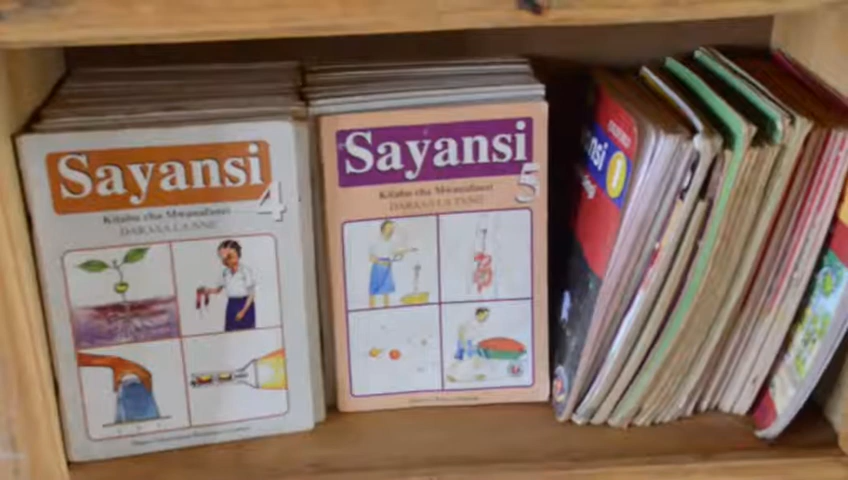 Sayansi
4
Kitabu cha Mwanafunzi
DARASA LA NNE
Sayansi
5
Kitabu cha Mwanafunzi
DARASA LA TANO
nsi
1